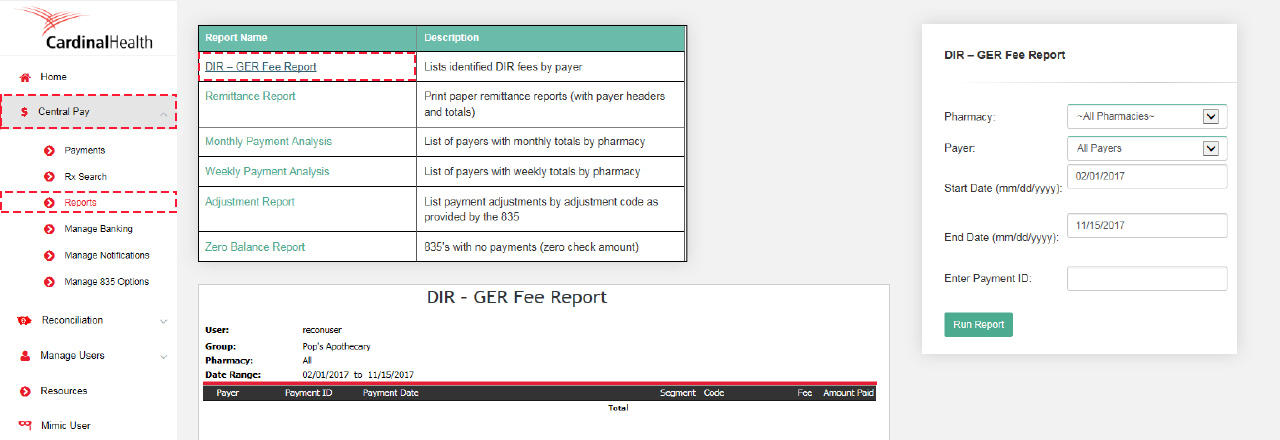 CardinalHealth
Home
Central Pay
Payments
Rx Search
Reports
Manage Banking
Manage Notifications
Manage 835 Options
Reconciliation
Manage Users
Resources
Mimic User
Report Name Description
DIR – GER Fee Report Lists identified DIR fees by payer
Remittance Report Print paper remittance reports (with payer headers
and totals)
Monthly Payment Analysis List of payers with monthly totals by pharmacy
Weekly Payment Analysis List of payers with weekly totals by pharmacy
Adjustment Report List payment adjustments by adjustment code as
provided by the 835
Zero Balance Report 835's with no payments (zero check amount)
DIR - GER Fee Report
User: reconuser
Group: Pop's Apothecary
Pharmacy: All
Date Range: 02/01/2017 to 11/15/2017
Payer Payment ID Payment Date Segment Code Fee Amount Paid
Total
DIR – GER Fee Report
Pharmacy: ~All Pharmacies~
Payer: All Payers
Start Date (mm/dd/yyyy): 02/01/2017
End Date (mm/dd/yyyy): 11/15/2017
Enter Payment ID:
Run Report